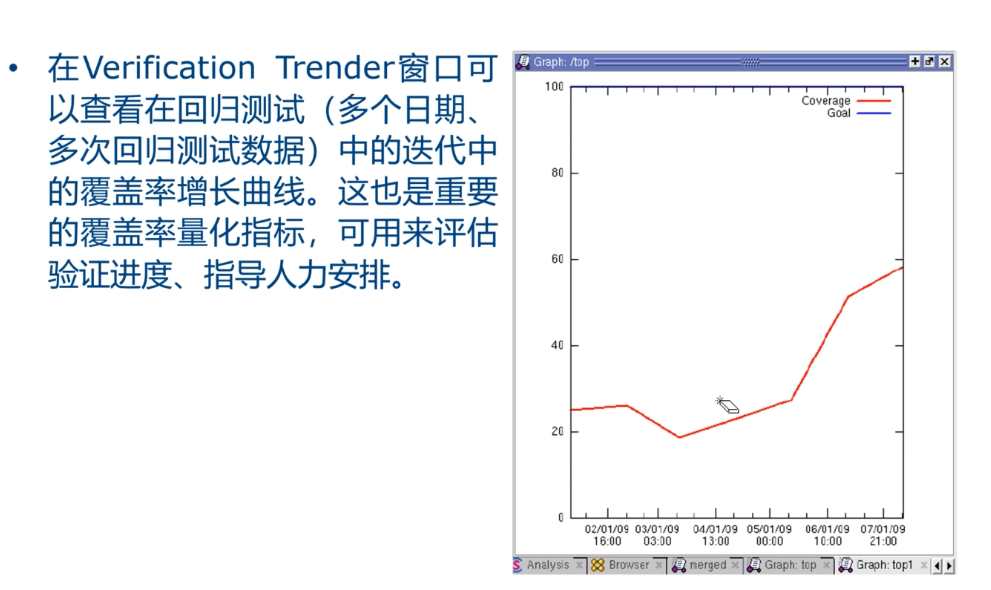 • 在Verification Trender窗口可
以查看在回归测试（多个日期、
多次回归测试数据）中的迭代中
的覆盖率增长曲线。这也是重要
的覆盖率量化指标，可用来评估
验证进度、指导人力安排。
Graph: /top
Coverage
Goal
100
80
60
40
20
0
02/01/09 03/01/09 04/01/09 05/01/09 06/01/09 07/01/09
16:00 03:00 13:00 00:00 10:00 21:00
Analysis Browser merged Graph: top Graph: top1